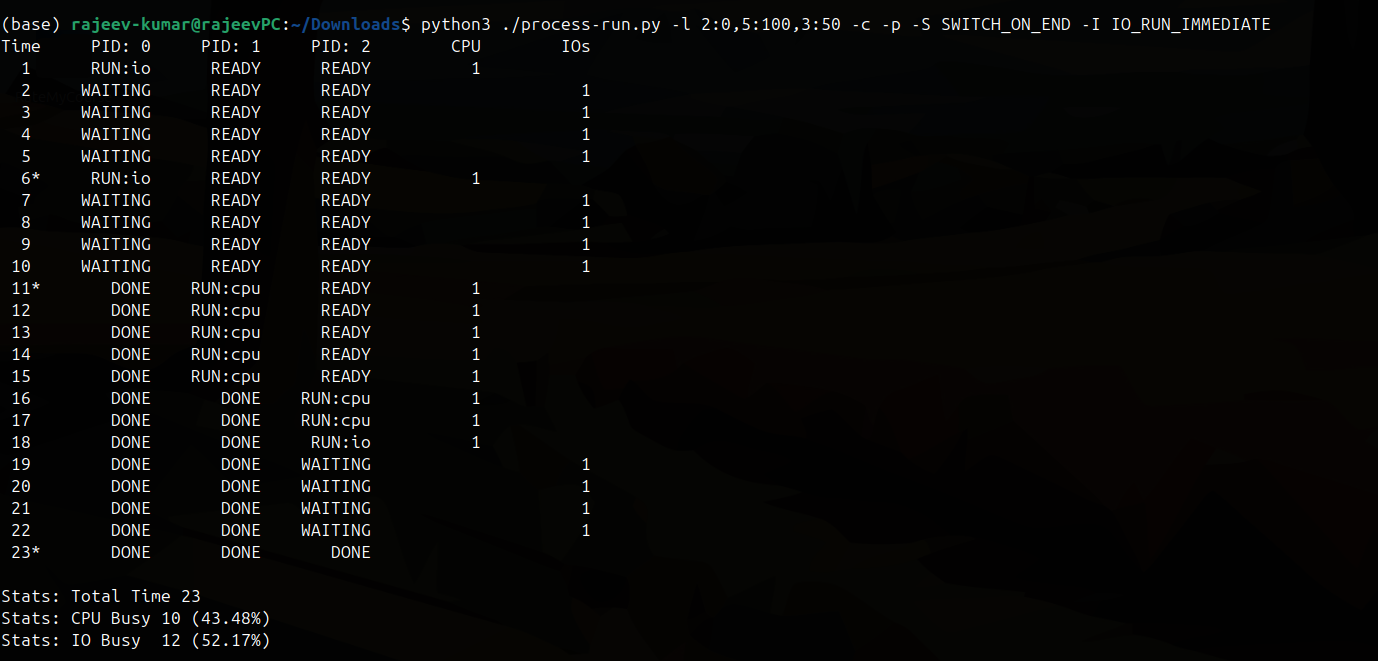 (base) rajeev-kumar@rajeevPC:~/Downloads$ python3 ./process-run.py -l 2:0,5:100,3:50 -c -p -S SWITCH_ON_END -I IO_RUN_IMMEDIATE
Time     PID: 0     PID: 1     PID: 2        CPU        IOs
  1      RUN:io      READY      READY          1
  2     WAITING      READY      READY                     1
  3     WAITING      READY      READY                     1
  4     WAITING      READY      READY                     1
  5     WAITING      READY      READY                     1
  6*     RUN:io      READY      READY          1
  7     WAITING      READY      READY                     1
  8     WAITING      READY      READY                     1
  9     WAITING      READY      READY                     1
 10     WAITING      READY      READY                     1
 11*       DONE    RUN:cpu      READY          1
 12        DONE    RUN:cpu      READY          1
 13        DONE    RUN:cpu      READY          1
 14        DONE    RUN:cpu      READY          1
 15        DONE    RUN:cpu      READY          1
 16        DONE       DONE    RUN:cpu          1
 17        DONE       DONE    RUN:cpu          1
 18        DONE       DONE     RUN:io          1
 19        DONE       DONE    WAITING                     1
 20        DONE       DONE    WAITING                     1
 21        DONE       DONE    WAITING                     1
 22        DONE       DONE    WAITING                     1
 23*       DONE       DONE       DONE
Stats: Total Time 23
Stats: CPU Busy 10 (43.48%)
Stats: IO Busy  12 (52.17%)